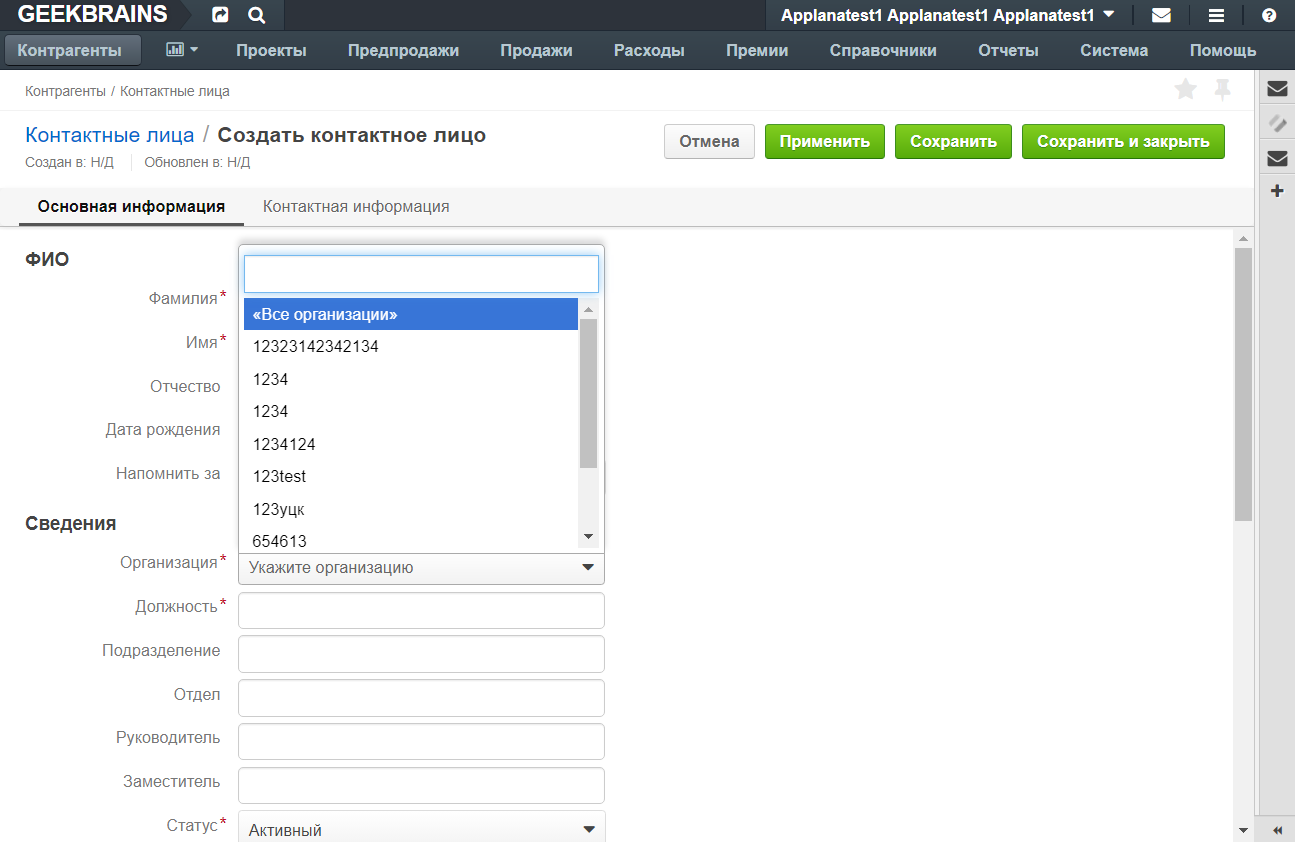 GEEKBRAINS
Applanatest1 Applanatest1 Applanatest1
Контрагенты Проекты Предпродажи Продажи Расходы Премии Справочники Отчеты Система Помощь
Контрагенты / Контактные лица
Контактные лица / Создать контактное лицо
Отмена Применить Сохранить Сохранить и закрыть
Создан в: Н/Д Обновлен в: Н/Д
Основная информация Контактная информация
ФИО
Фамилия*
«Все организации»
Имя*
12323142342134
1234
Отчество
1234
Дата рождения
1234124
Напомнить за
123test
123уцк
Сведения
654613
Организация* Укажите организацию
Должность*
Подразделение
Отдел
Руководитель
Заместитель
Статус* Активный